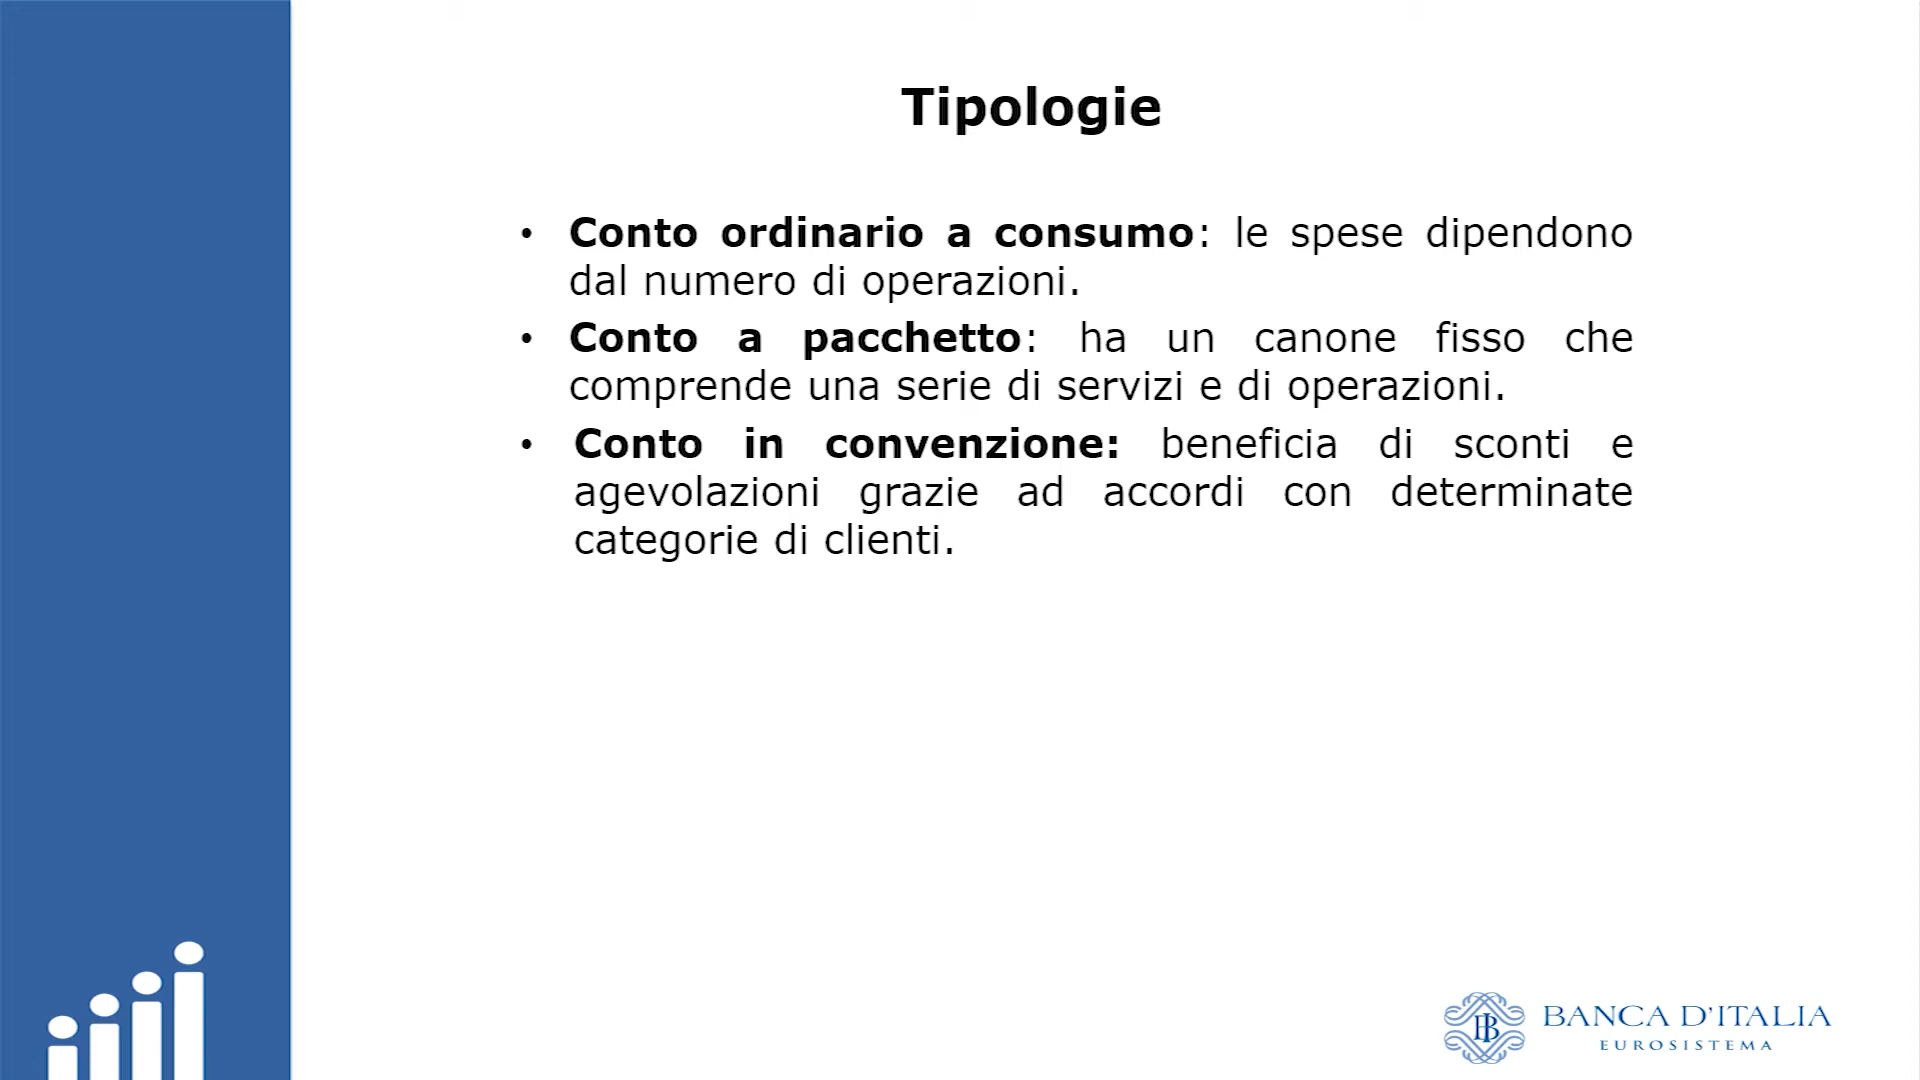 Tipologie
• Conto ordinario a consumo: le spese dipendono
dal numero di operazioni.
• Conto a pacchetto: ha un canone fisso che
comprende una serie di servizi e di operazioni.
• Conto in convenzione: beneficia di sconti e
agevolazioni grazie ad accordi con determinate
categorie di clienti.
BANCA D'ITALIA
EUROSISTEMA